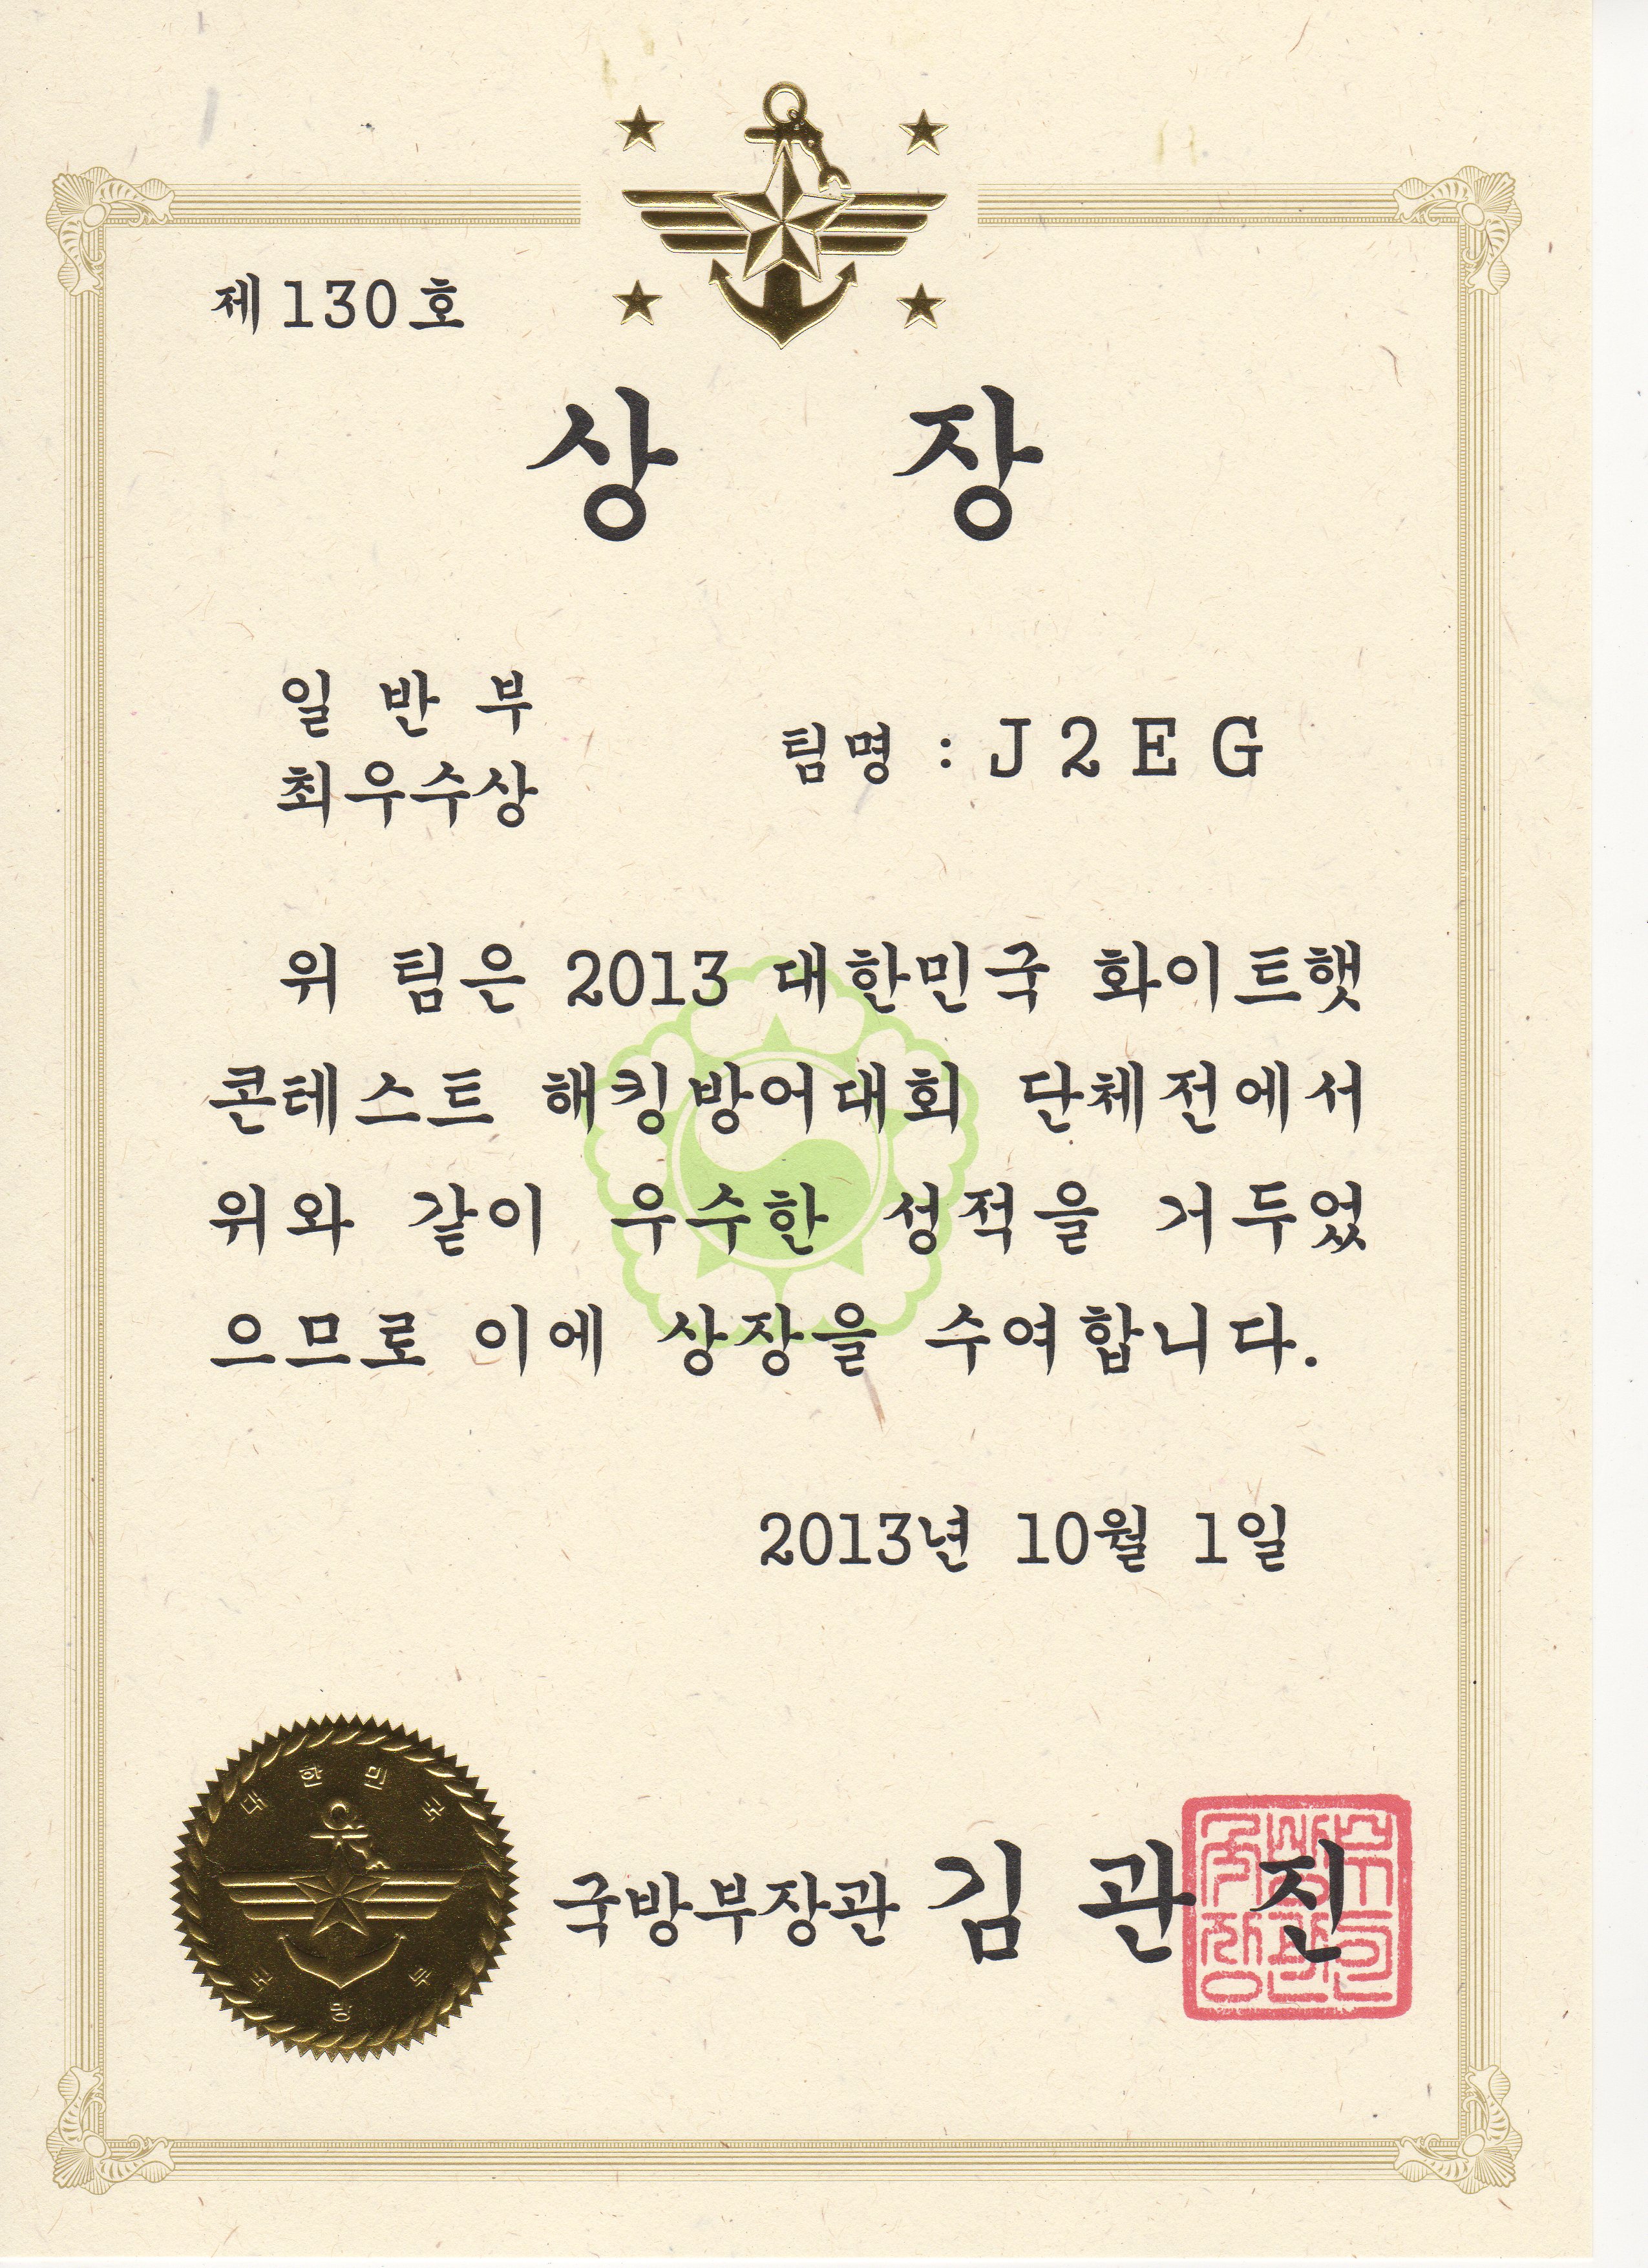 제130호
상 장
일 반 부
최우수상
팀명 : J2EG
위 팀은 2013 대한민국 화이트햇
콘테스트 해킹방어대회 단체전에서
위와 같이 우수한 성적을 거두었
으므로 이에 상장을 수여합니다.
2013년 10월 1일
대한민국
국방부
국방부장관 김 관 진